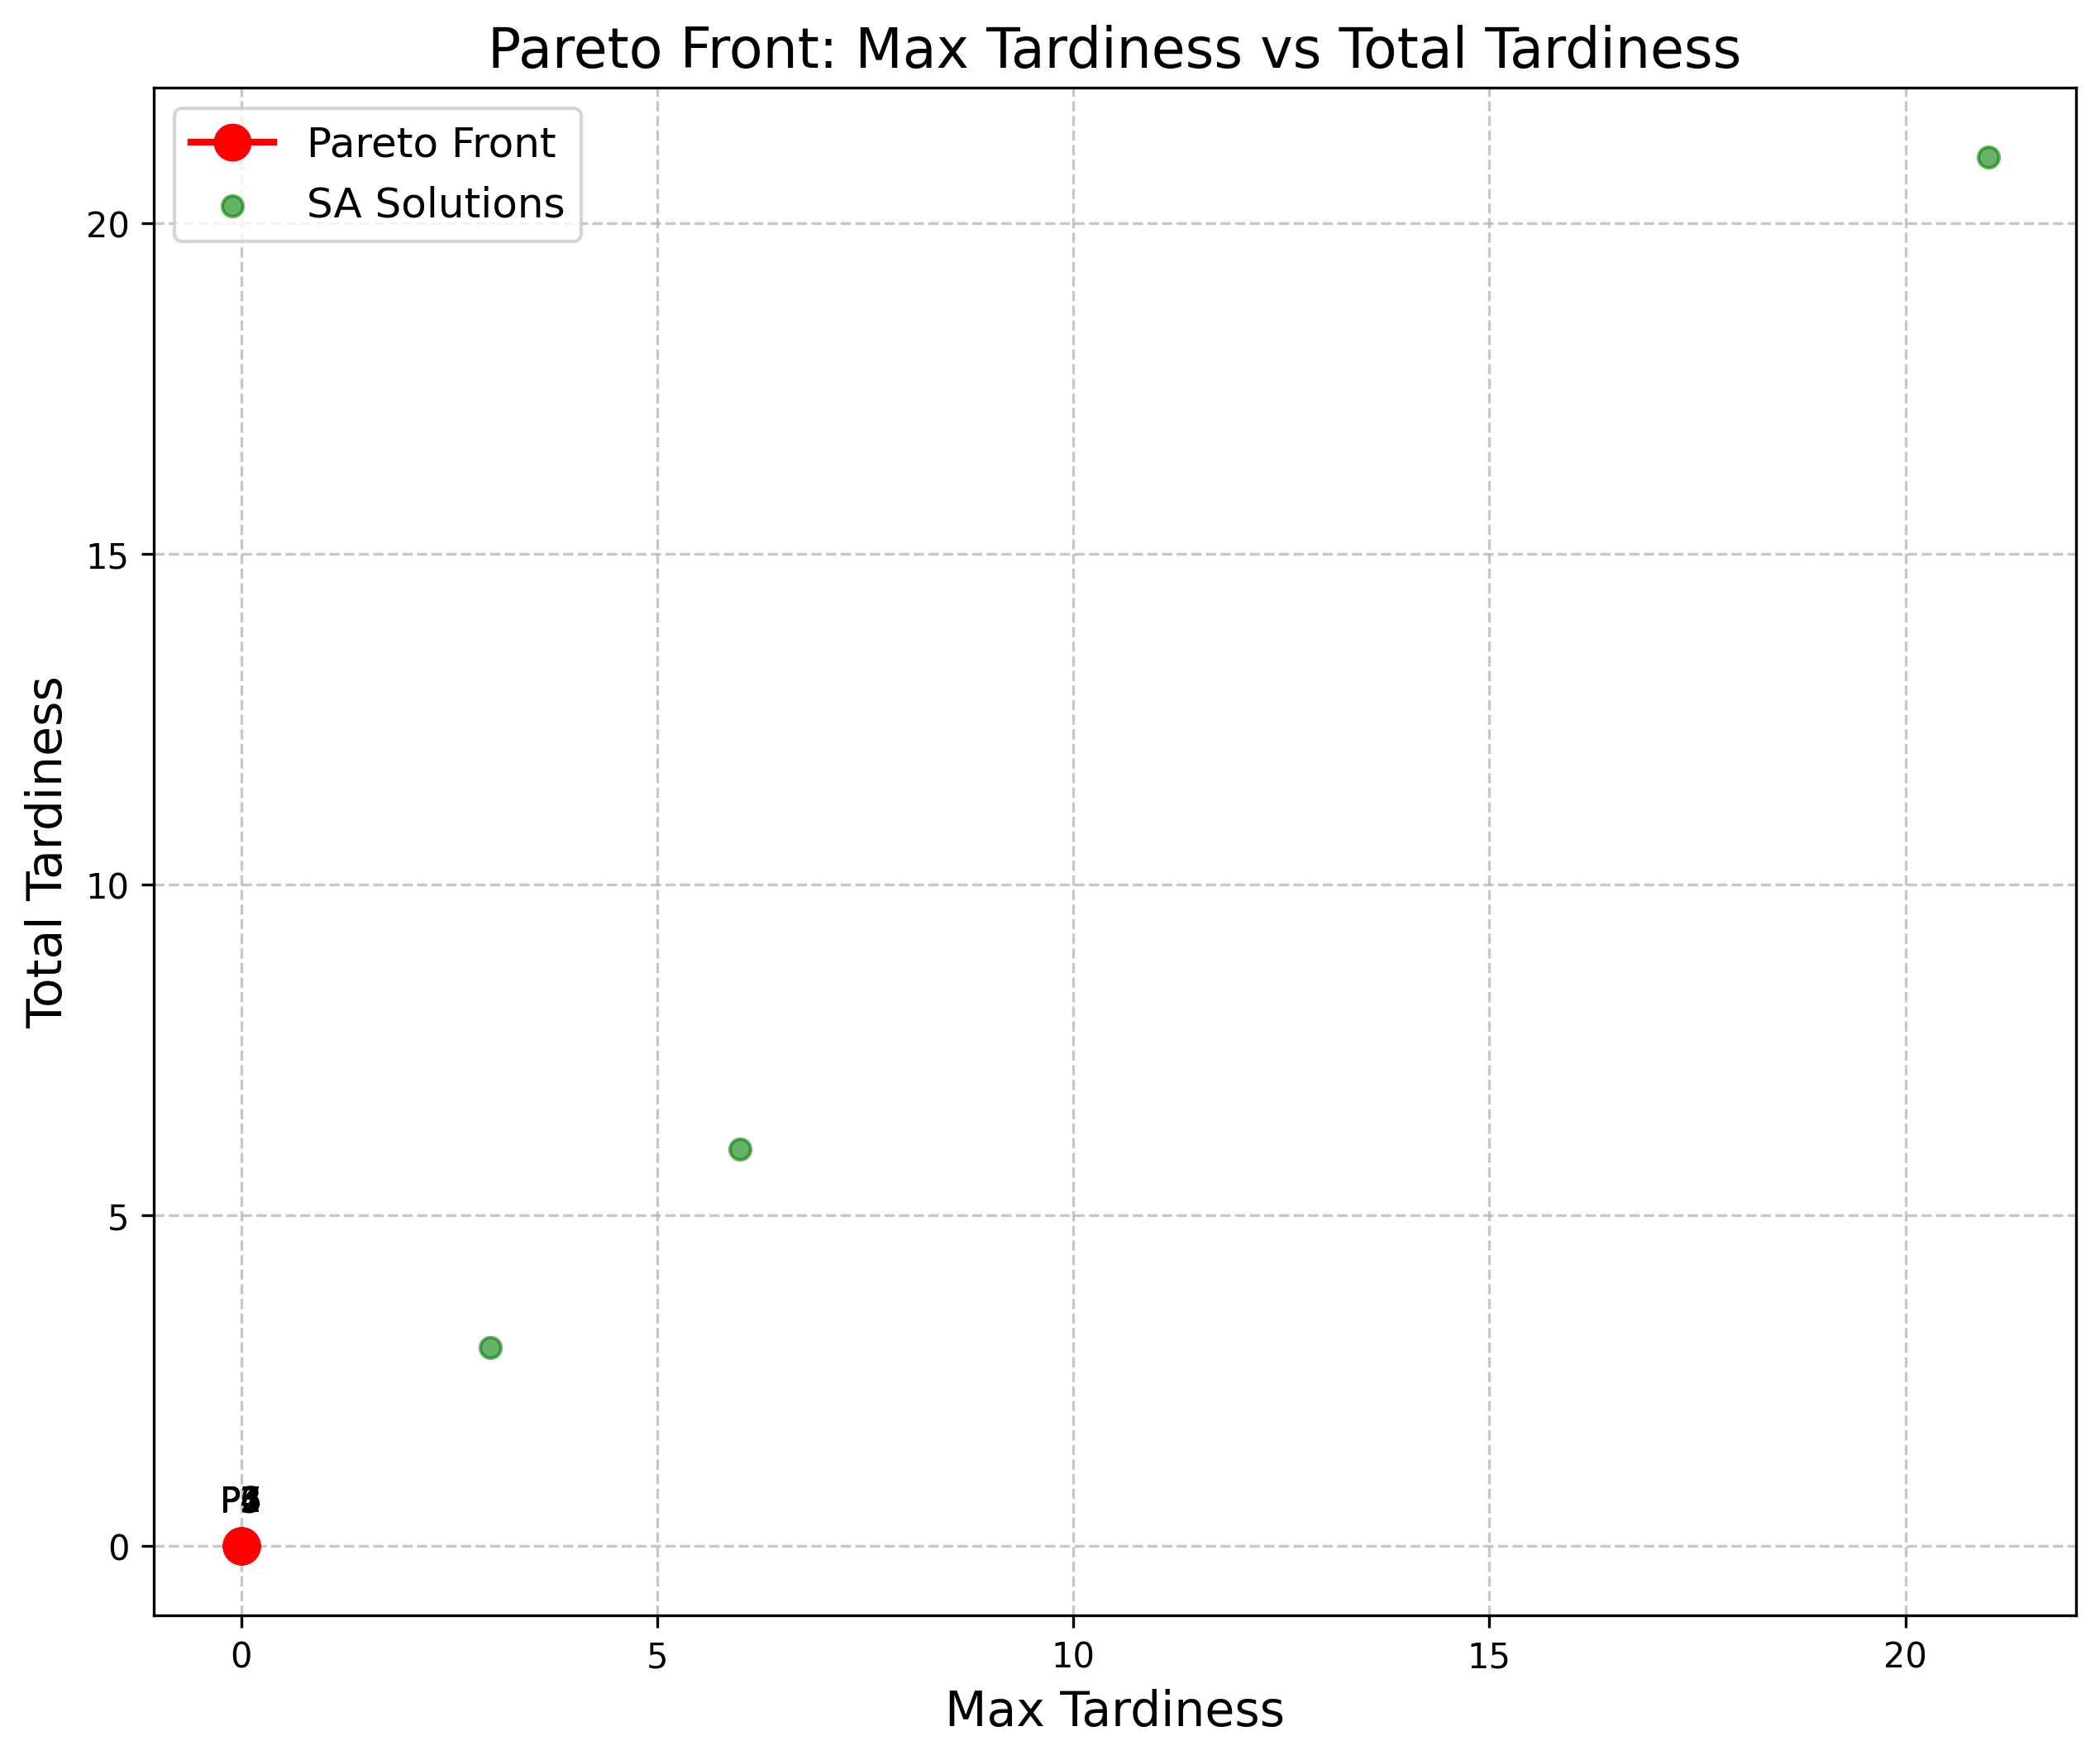 Pareto Front: Max Tardiness vs Total Tardiness
Pareto Front
SA Solutions
20
15
10
5
0
Total Tardiness
0 5 10 15 20
Max Tardiness